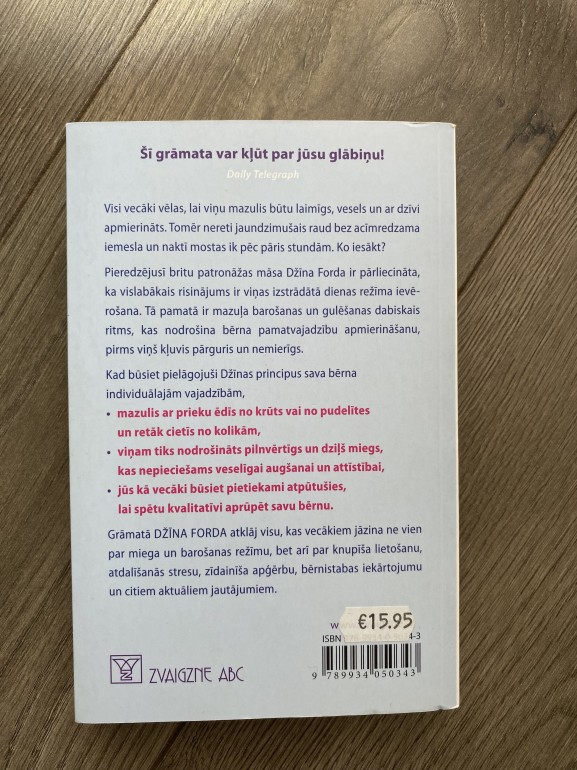 Šī grāmata var kļūt par jūsu glābiņu!
Daily Telegraph
Visi vecāki vēlas, lai viņu mazulis būtu laimīgs, vesels un ar dzīvi
apmierināts. Tomēr nereti jaundzimušais raud bez acīmredzama
iemesla un naktī mostas ik pēc pāris stundām. Ko iesākt?
Pieredzējusī britu patronāžas māsa Džīna Forda ir pārliecināta,
ka vislabākais risinājums ir viņas izstrādātā dienas režīma ievē-
rošana. Tā pamatā ir mazuļa barošanas un gulēšanas dabiskais
ritms, kas nodrošina bērna pamatvajadzību apmierināšanu,
pirms viņš kļuvis pārguris un nemierīgs.
Kad būsiet pielāgojuši Džīnas principus sava bērna
individuālajām vajadzībām,
• mazulis ar prieku ēdīs no krūts vai no pudelītes
un retāk cietīs no kolikām,
• viņam tiks nodrošināts pilnvērtīgs un dziļš miegs,
kas nepieciešams veselīgai augšanai un attīstībai,
• jūs kā vecāki būsiet pietiekami atpūtušies,
lai spētu kvalitatīvi aprūpēt savu bērnu.
Grāmatā DŽĪNA FORDA atklāj visu, kas vecākiem jāzina ne vien
par miega un barošanas režīmu, bet arī par knupīša lietošanu,
atdalīšanās stresu, zīdainīša apģērbu, bērnistabas iekārtojumu
un citiem aktuāliem jautājumiem.
€15.95
ISBN
4-3
9 789934 050343
ZVAIGZNE ABC